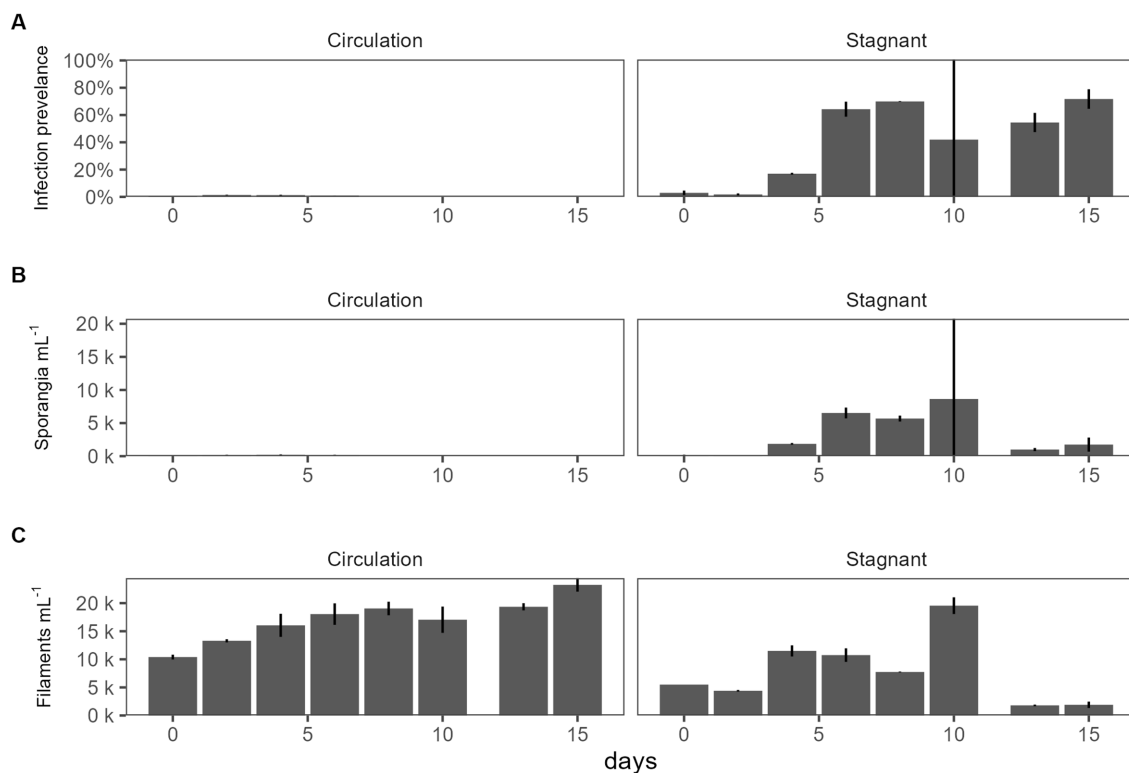 A
Circulation Stagnant
Infection prevelance
100%
80%
60%
40%
20%
0%
0 5 10 15 0 5 10 15
B
Circulation Stagnant
Sporangia mL⁻¹
20 k
15 k
10 k
5 k
0 k
0 5 10 15 0 5 10 15
C
Circulation Stagnant
Filaments mL⁻¹
20 k
15 k
10 k
5 k
0 k
0 5 10 15 0 5 10 15
days